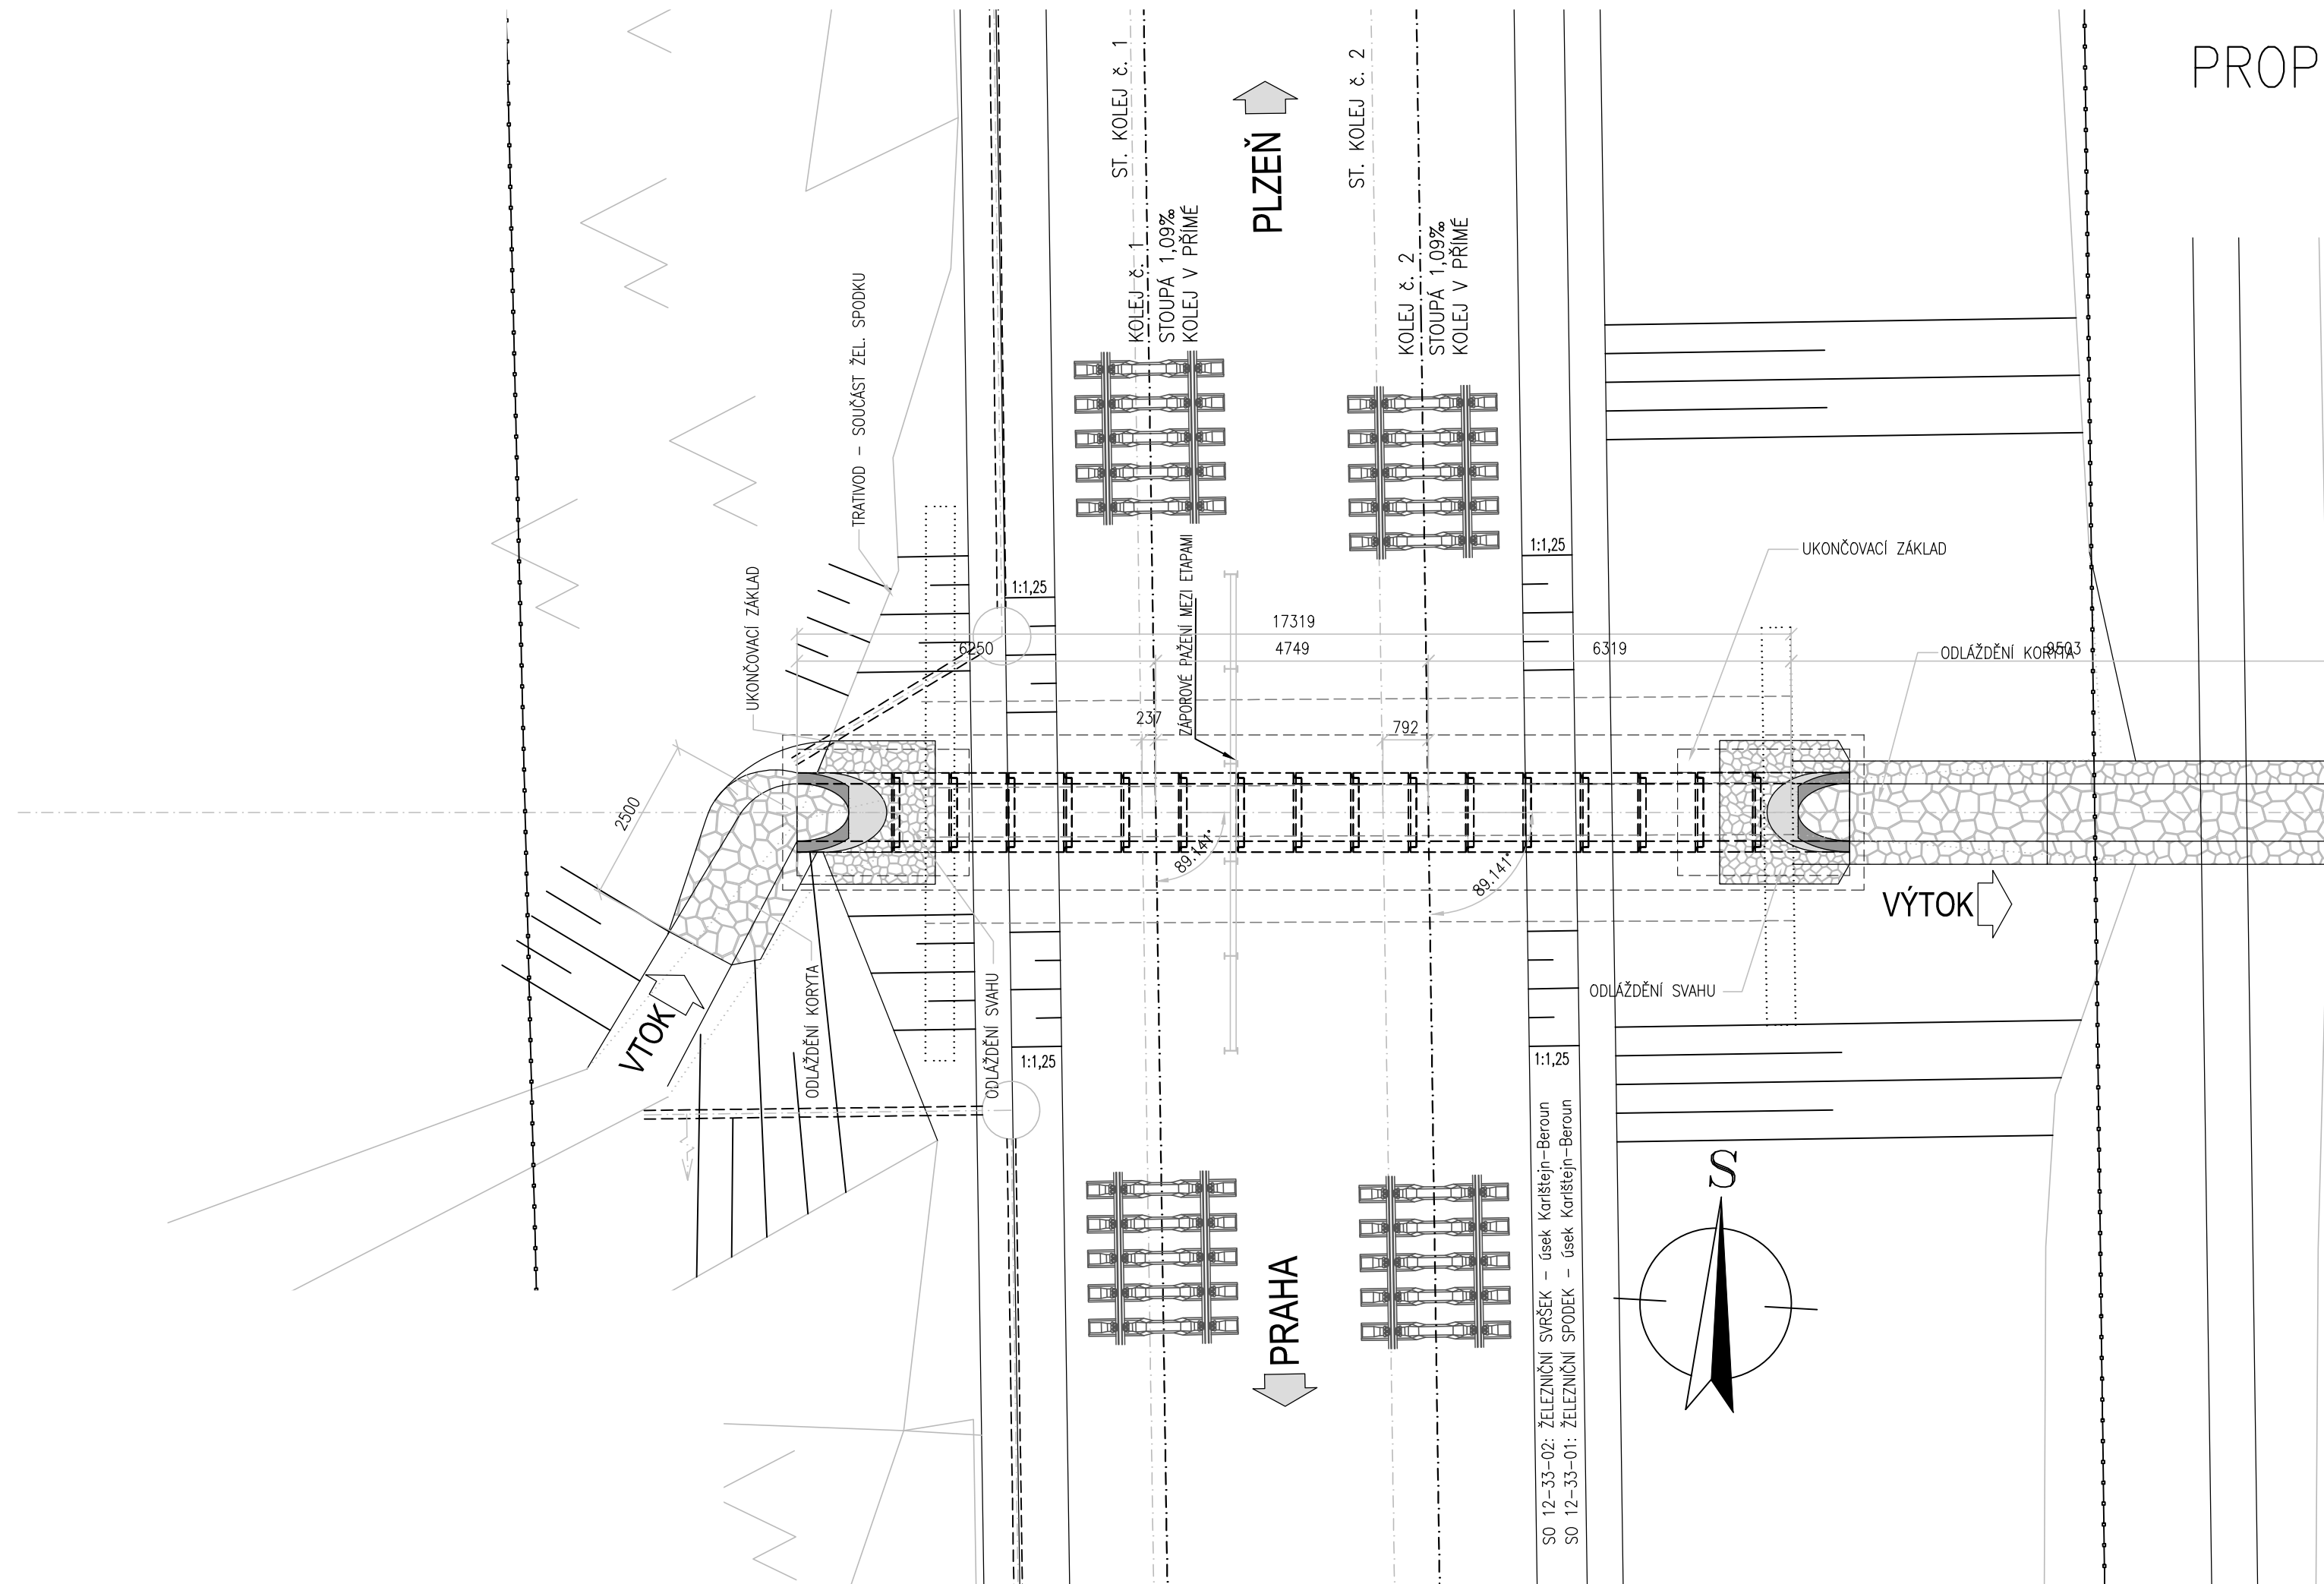 PROP
ST. KOLEJ č. 1
ST. KOLEJ č. 2
PLZEŇ
KOLEJ č. 1
STOUPÁ 1,09‰
KOLEJ V PŘÍMÉ
KOLEJ č. 2
STOUPÁ 1,09‰
KOLEJ V PŘÍMÉ
TRATIVOD – SOUČÁST ŽEL. SPODKU
UKONČOVACÍ ZÁKLAD
ZÁPOROVÉ PAŽENÍ MEZI ETAPAMI
1:1,25
1:1,25
UKONČOVACÍ ZÁKLAD
17319
6250
4749
6319
9503
ODLÁŽDĚNÍ KORYTA
237
792
2500
89.141°
89.141°
VÝTOK
VTOK
ODLÁŽDĚNÍ KORYTA
ODLÁŽDĚNÍ SVAHU
ODLÁŽDĚNÍ SVAHU
1:1,25
1:1,25
PRAHA
SO 12–33–02: ŽELEZNIČNÍ SVRŠEK – úsek Karlštejn–Beroun
SO 12–33–01: ŽELEZNIČNÍ SPODEK – úsek Karlštejn–Beroun
S